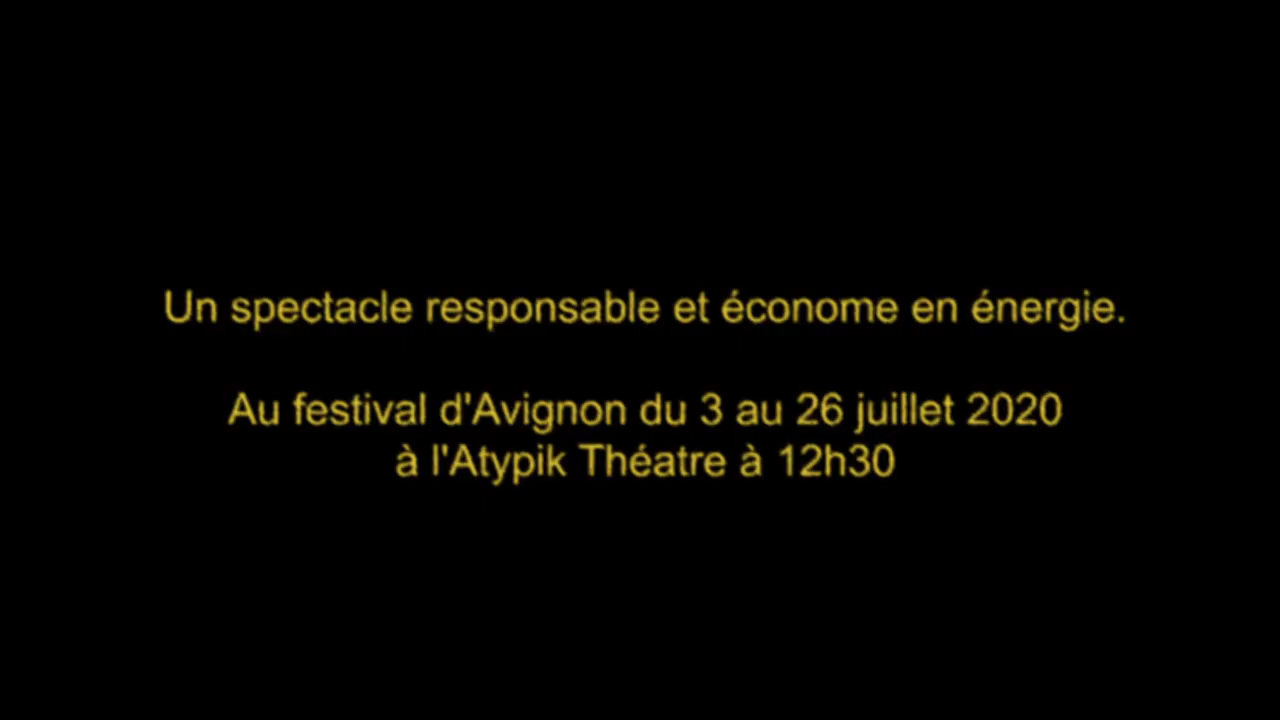 Un spectacle responsable et économe en énergie.
Au festival d'Avignon du 3 au 26 juillet 2020
à l'Atypik Théatre à 12h30